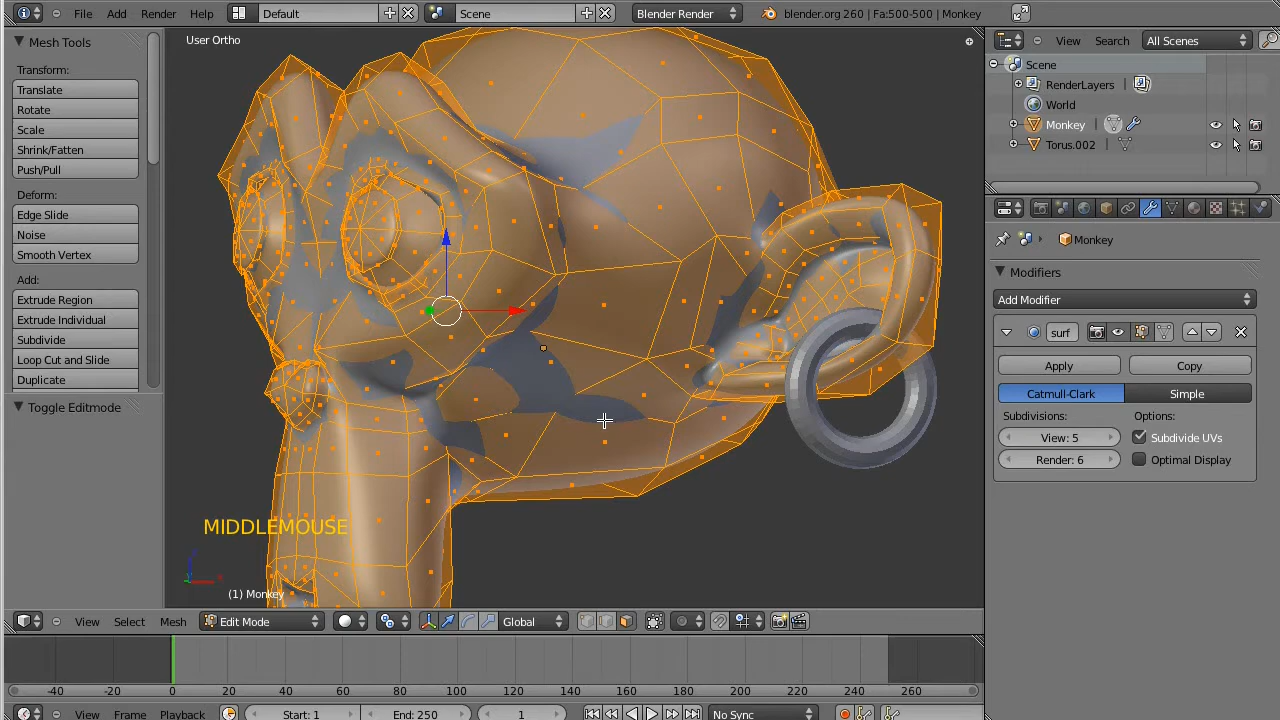 File Add Render Help Default Scene Blender Render blender.org 260 | Fa:500-500 | Monkey
Mesh Tools
Transform:
Translate
Rotate
Scale
Shrink/Fatten
Push/Pull
Deform:
Edge Slide
Noise
Smooth Vertex
Add:
Extrude Region
Extrude Individual
Subdivide
Loop Cut and Slide
Duplicate
Toggle Editmode
User Ortho
MIDDLEMOUSE
(1) Monkey
View Select Mesh Edit Mode Global
View Search All Scenes
Scene
RenderLayers
World
Monkey
Torus.002
Monkey
Modifiers
Add Modifier
surf
Apply Copy
Catmull-Clark Simple
Subdivisions: Options:
View: 5 Subdivide UVs
Render: 6 Optimal Display
-40 -20 0 20 40 60 80 100 120 140 160 180 200 220 240 260
View Frame Playback Start: 1 End: 250 1 No Sync